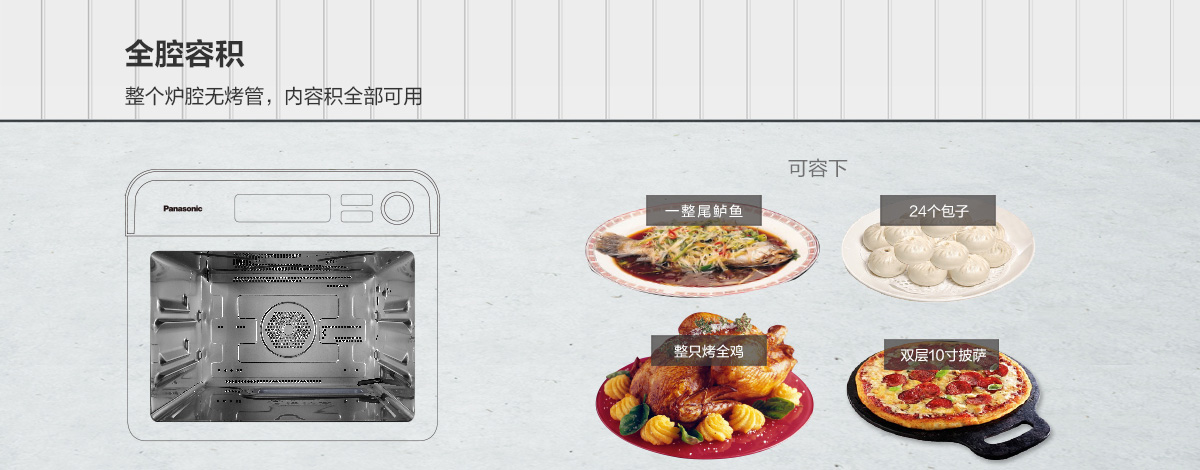 全腔容积
整个炉腔无烤管，内容积全部可用
可容下
Panasonic
一整尾鲈鱼
24个包子
整只烤全鸡
双层10寸披萨